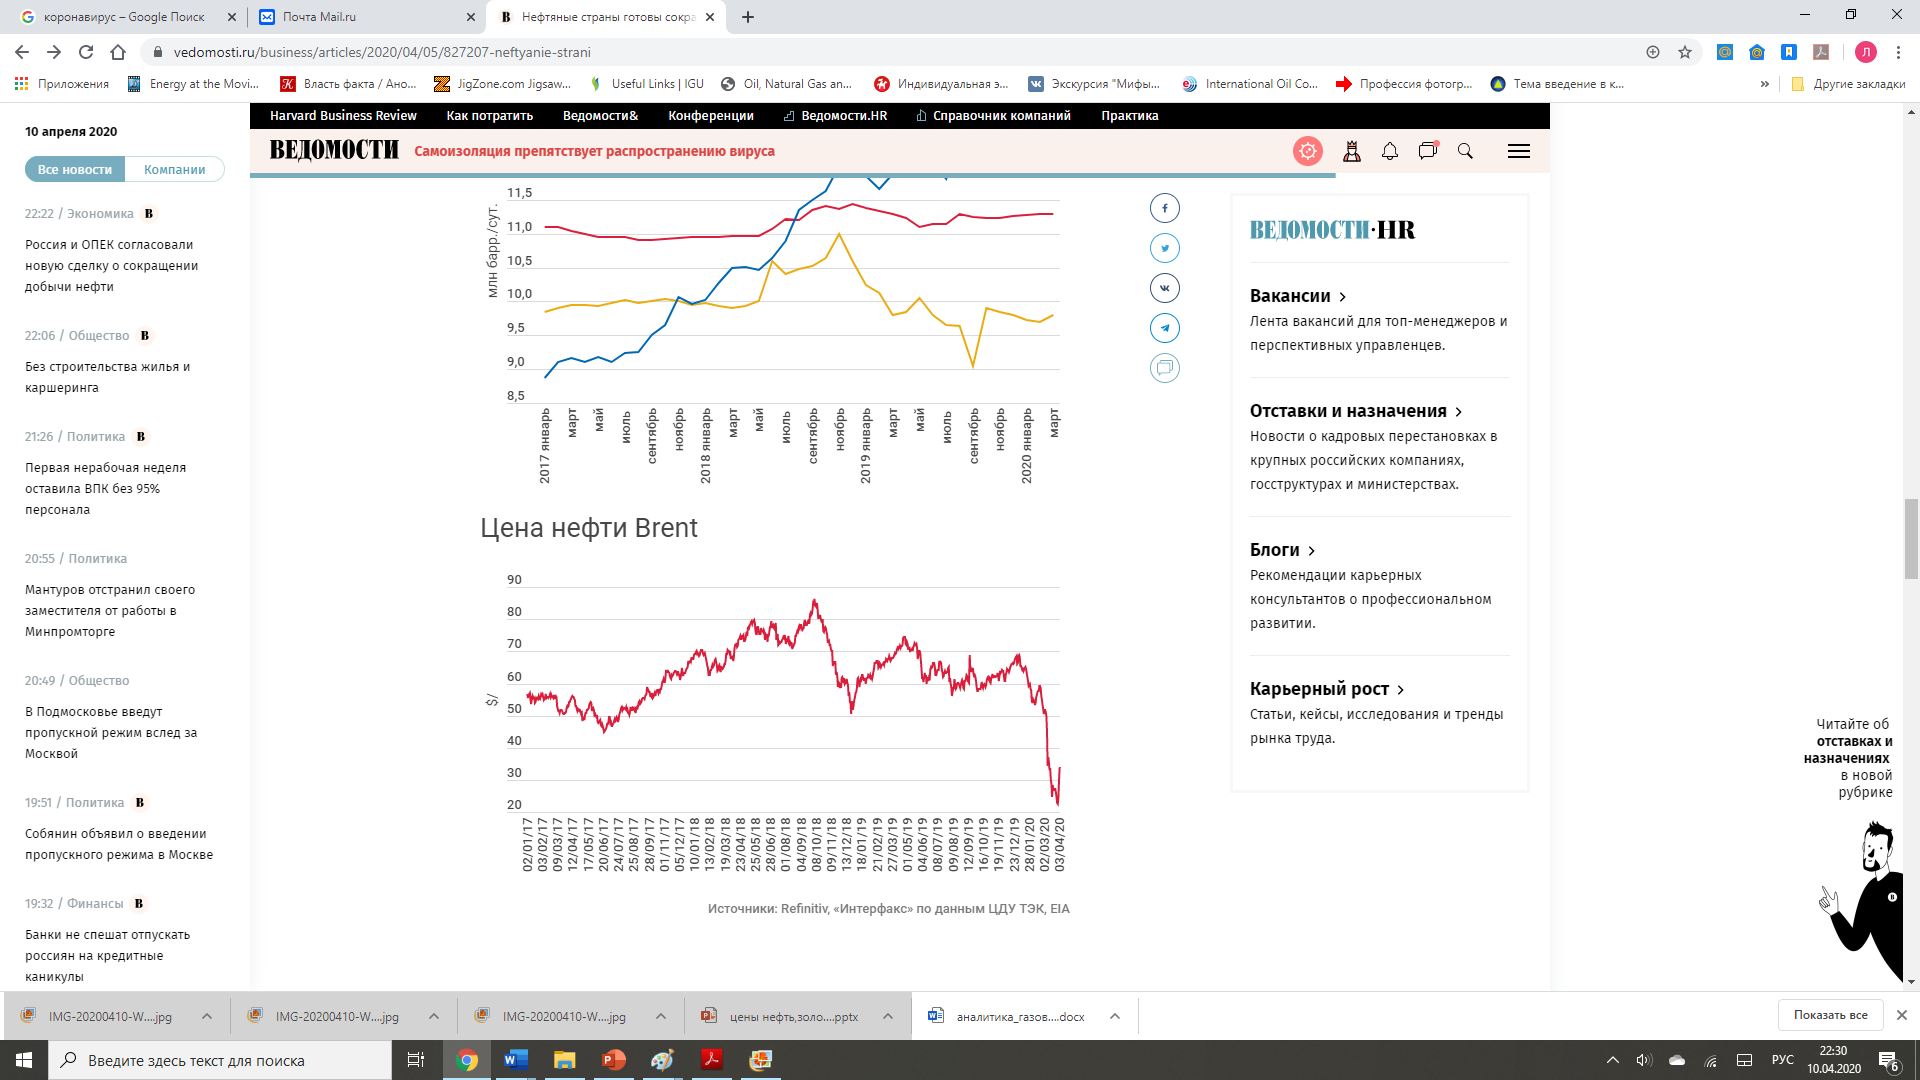 коронавирус – Google Поиск
Почта Mail.ru
Нефтяные страны готовы сокра
vedomosti.ru/business/articles/2020/04/05/827207-neftyanie-strani
Л
Приложения
Energy at the Movi...
Власть факта / Ано...
JigZone.com Jigsaw...
Useful Links | IGU
Oil, Natural Gas an...
Индивидуальная э...
Экскурсия "Мифы...
International Oil Co...
Профессия фотогр...
Тема введение в к...
»
Другие закладки
Harvard Business Review
Как потратить
Ведомости&
Конференции
Ведомости.HR
Справочник компаний
Практика
ВЕДОМОСТИ
Самоизоляция препятствует распространению вируса
10 апреля 2020
Все новости
Компании
22:22 / Экономика В
Россия и ОПЕК согласовали
новую сделку о сокращении
добычи нефти
22:06 / Общество В
Без строительства жилья и
каршеринга
21:26 / Политика В
Первая нерабочая неделя
оставила ВПК без 95%
персонала
20:55 / Политика
Мантуров отстранил своего
заместителя от работы в
Минпромторге
20:49 / Общество
В Подмосковье введут
пропускной режим вслед за
Москвой
19:51 / Политика В
Собянин объявил о введении
пропускного режима в Москве
19:32 / Финансы В
Банки не спешат отпускать
россиян на кредитные
каникулы
млн барр./сут.
11,5
11,0
10,5
10,0
9,5
9,0
8,5
2017 январь
март
май
июль
сентябрь
ноябрь
2018 январь
март
май
июль
сентябрь
ноябрь
2019 январь
март
май
июль
сентябрь
ноябрь
2020 январь
март
Цена нефти Brent
$/
90
80
70
60
50
40
30
20
02/01/17
03/02/17
09/03/17
12/04/17
17/05/17
20/06/17
24/07/17
25/08/17
28/09/17
01/11/17
05/12/17
10/01/18
13/02/18
19/03/18
23/04/18
25/05/18
28/06/18
01/08/18
04/09/18
08/10/18
09/11/18
13/12/18
18/01/19
21/02/19
27/03/19
01/05/19
04/06/19
08/07/19
09/08/19
12/09/19
16/10/19
19/11/19
23/12/19
28/01/20
02/03/20
03/04/20
Источники: Refinitiv, «Интерфакс» по данным ЦДУ ТЭК, EIA
ВЕДОМОСТИ·HR
Вакансии
Лента вакансий для топ-менеджеров и
перспективных управленцев.
Отставки и назначения
Новости о кадровых перестановках в
крупных российских компаниях,
госструктурах и министерствах.
Блоги
Рекомендации карьерных
консультантов о профессиональном
развитии.
Карьерный рост
Статьи, кейсы, исследования и тренды
рынка труда.
Читайте об
отставках и
назначениях
в новой
рубрике
IMG-20200410-W....jpg
IMG-20200410-W....jpg
IMG-20200410-W....jpg
цены нефть,золо....pptx
аналитика_газов....docx
Показать все
Введите здесь текст для поиска
РУС
22:30
10.04.2020
6